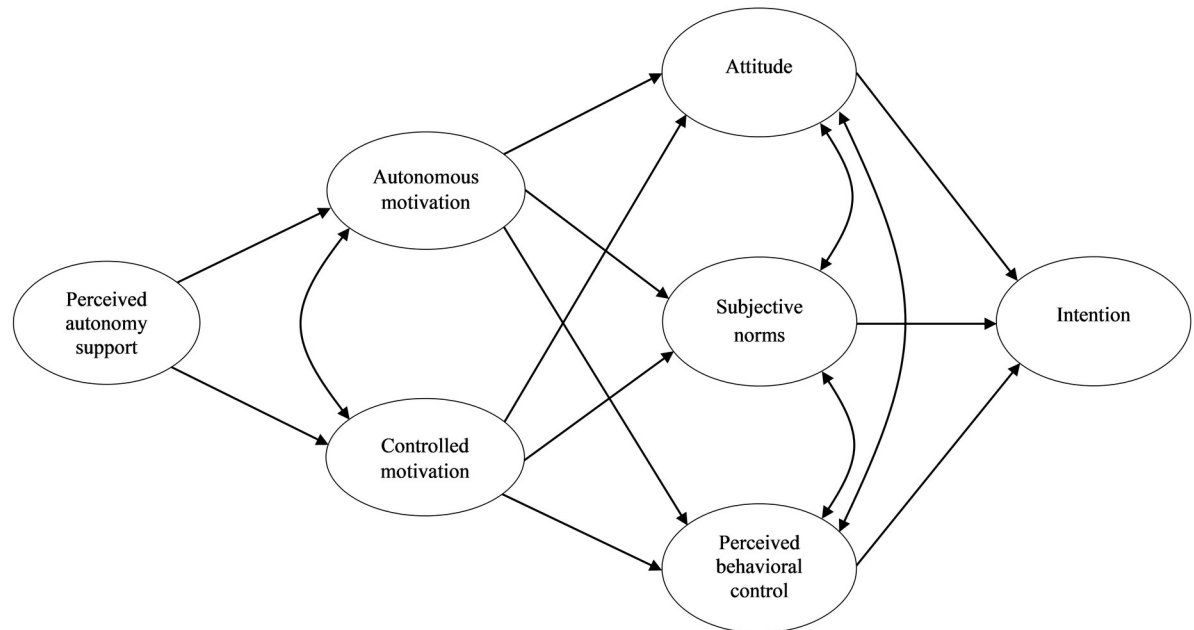 Attitude
Autonomous
motivation
Perceived
autonomy
support
Subjective
norms
Intention
Controlled
motivation
Perceived
behavioral
control